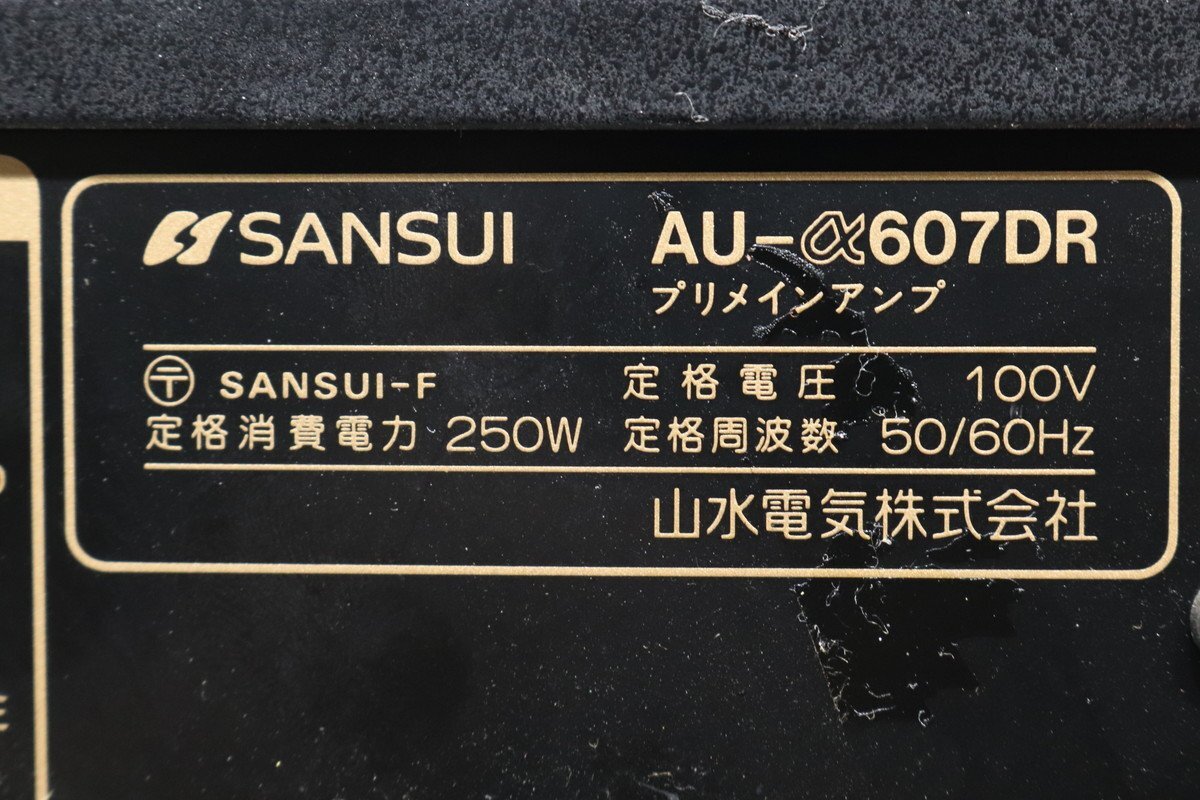 SANSUI
AU-α607DR
プリメインアンプ
〒 SANSUI-F 定格電圧 100V
定格消費電力 250W 定格周波数 50/60Hz
山水電気株式会社